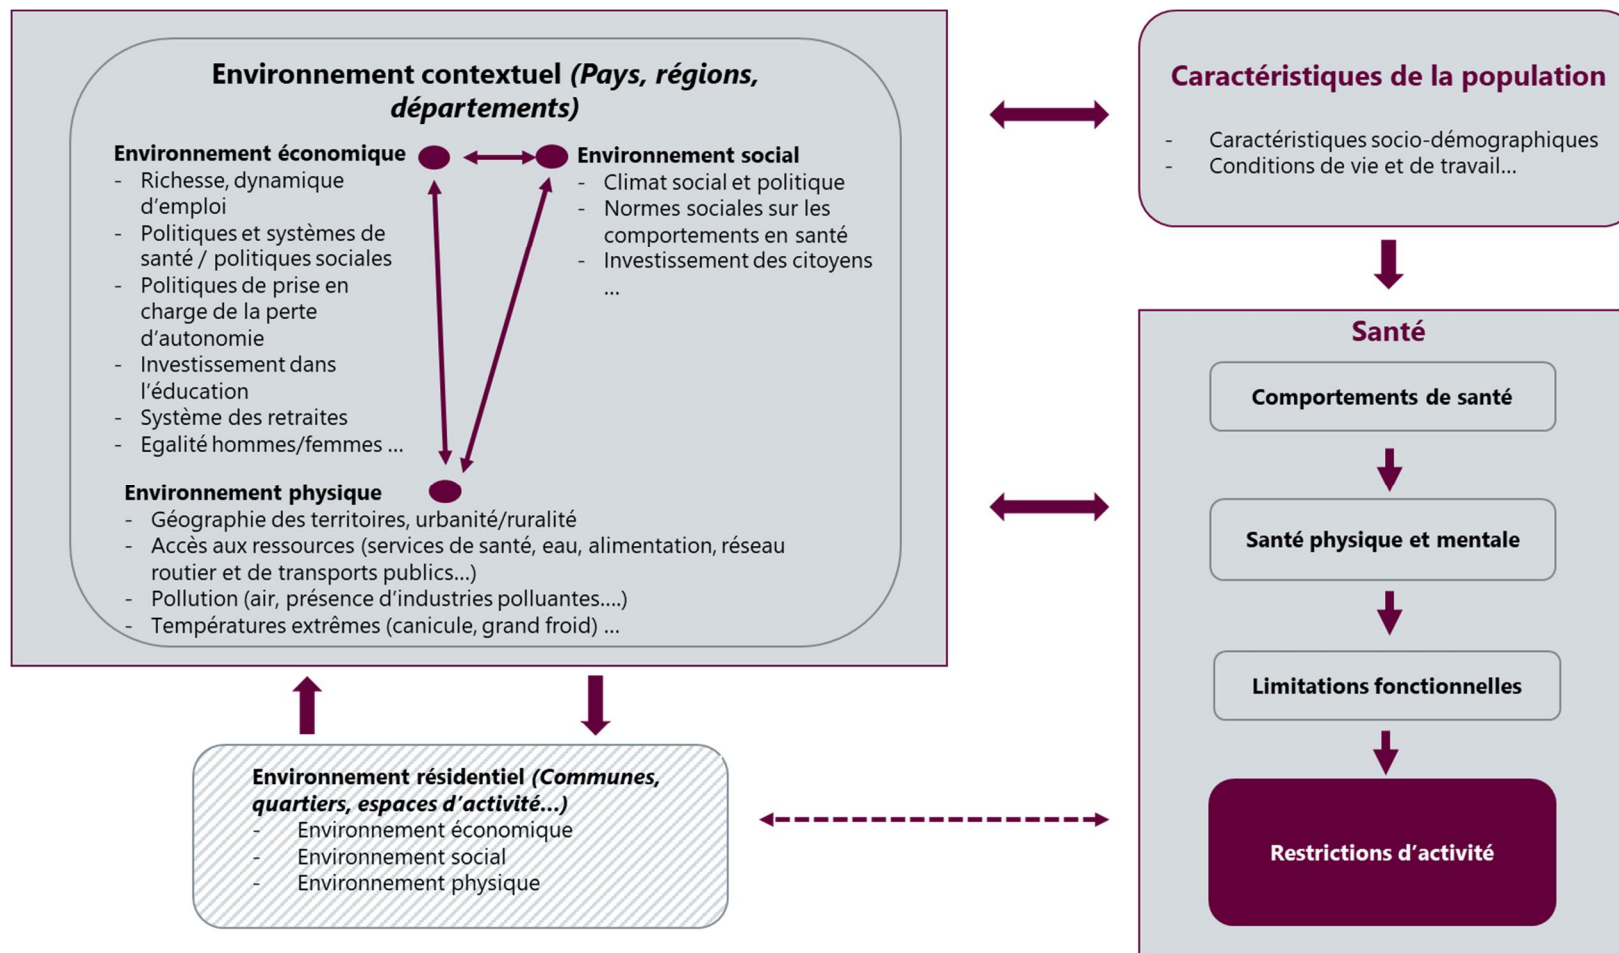 Environnement contextuel (Pays, régions,
départements)
Environnement économique
- Richesse, dynamique
d’emploi
- Politiques et systèmes de
santé / politiques sociales
- Politiques de prise en
charge de la perte
d’autonomie
- Investissement dans
l’éducation
- Système des retraites
- Egalité hommes/femmes ...
Environnement social
- Climat social et politique
- Normes sociales sur les
comportements en santé
- Investissement des citoyens
...
Environnement physique
- Géographie des territoires, urbanité/ruralité
- Accès aux ressources (services de santé, eau, alimentation, réseau
routier et de transports publics...)
- Pollution (air, présence d’industries polluantes....)
- Températures extrêmes (canicule, grand froid) ...
Environnement résidentiel (Communes,
quartiers, espaces d’activité...)
- Environnement économique
- Environnement social
- Environnement physique
Caractéristiques de la population
- Caractéristiques socio-démographiques
- Conditions de vie et de travail...
Santé
Comportements de santé
Santé physique et mentale
Limitations fonctionnelles
Restrictions d’activité